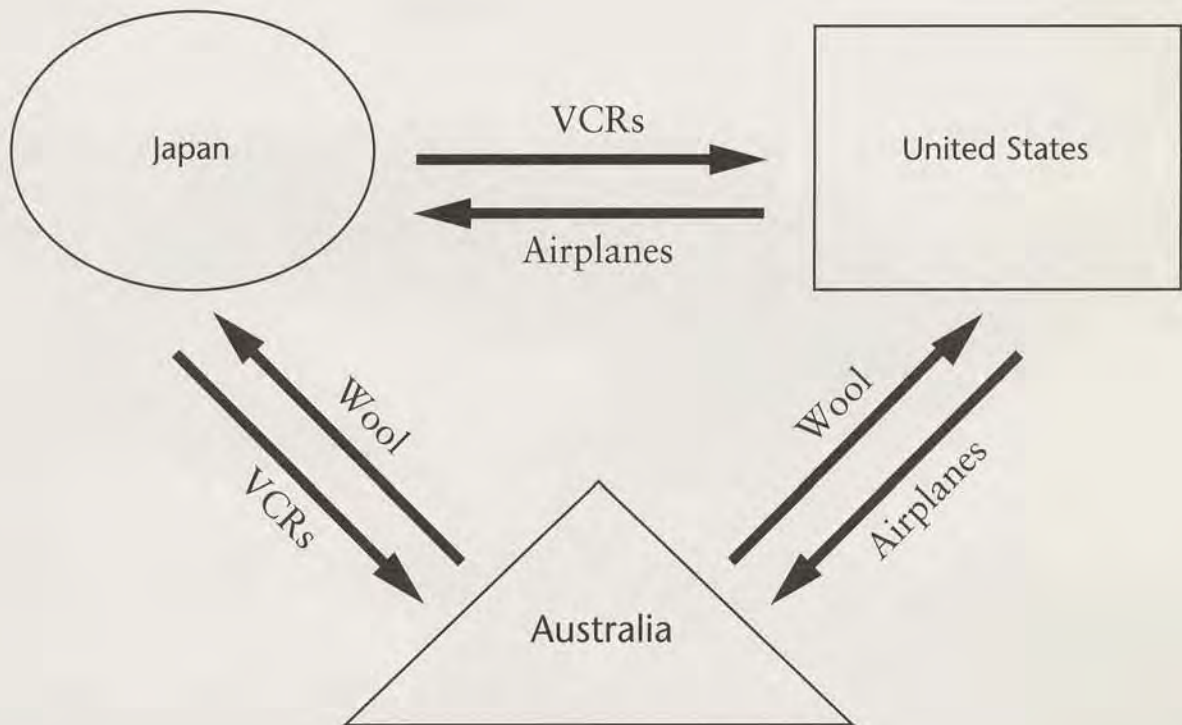 Japan
VCRs
United States
Airplanes
Wool
VCRs
Wool
Airplanes
Australia